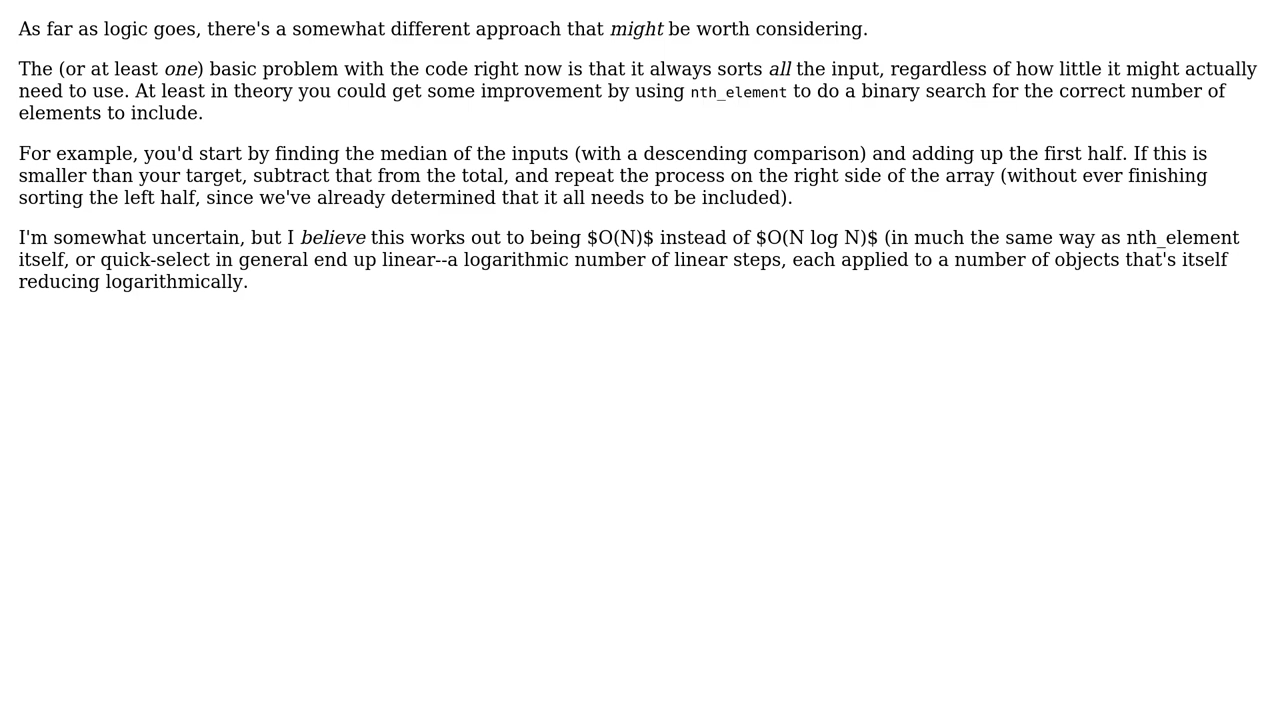 As far as logic goes, there's a somewhat different approach that might be worth considering.
The (or at least one) basic problem with the code right now is that it always sorts all the input, regardless of how little it might actually
need to use. At least in theory you could get some improvement by using nth_element to do a binary search for the correct number of
elements to include.
For example, you'd start by finding the median of the inputs (with a descending comparison) and adding up the first half. If this is
smaller than your target, subtract that from the total, and repeat the process on the right side of the array (without ever finishing
sorting the left half, since we've already determined that it all needs to be included).
I'm somewhat uncertain, but I believe this works out to being $O(N)$ instead of $O(N log N)$ (in much the same way as nth_element
itself, or quick-select in general end up linear--a logarithmic number of linear steps, each applied to a number of objects that's itself
reducing logarithmically.